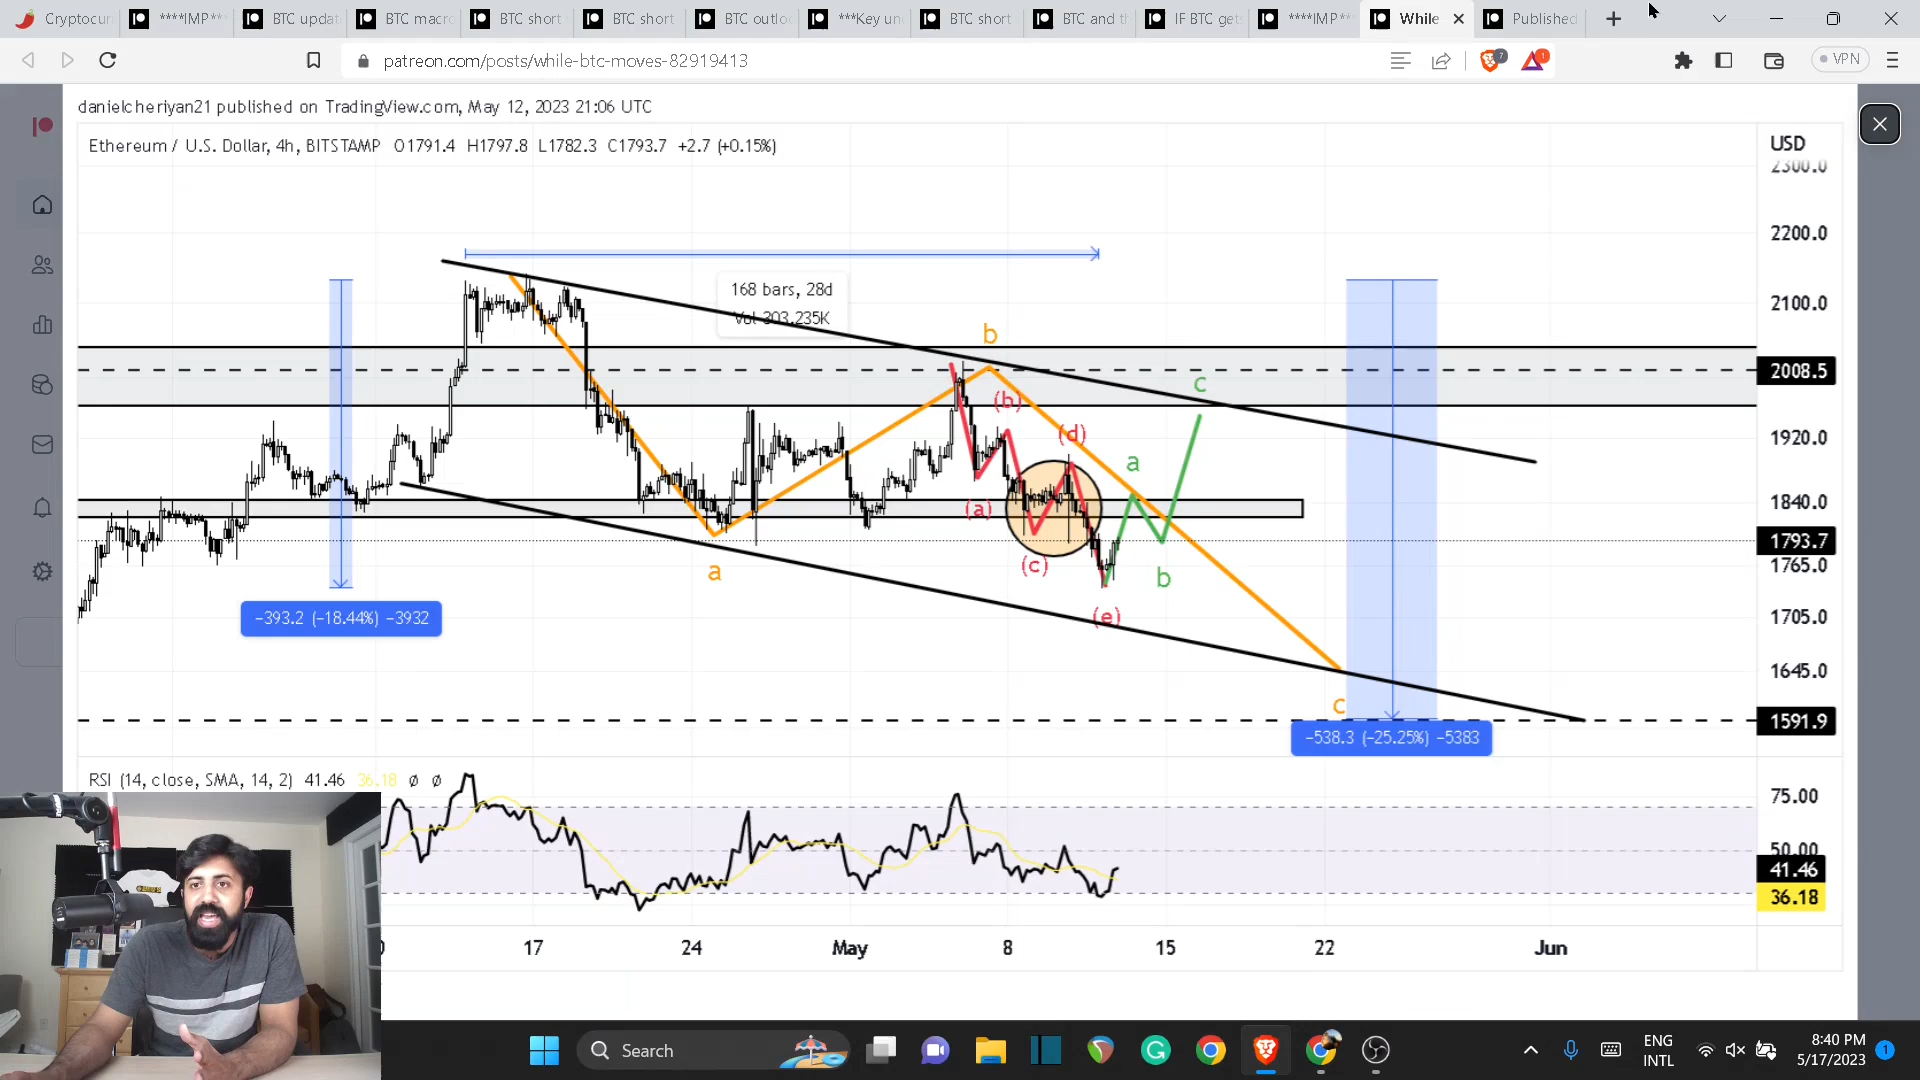 Cryptocur
****IMP**
BTC updat
BTC macro
BTC short
BTC short
BTC outlo
***Key un
BTC short
BTC and th
IF BTC get
****IMP**
While
Published
patreon.com/posts/while-btc-moves-82919413
7
1
VPN
danielcheriyan21 published on TradingView.com, May 12, 2023 21:06 UTC
Ethereum / U.S. Dollar, 4h, BITSTAMP O1791.4 H1797.8 L1782.3 C1793.7 +2.7 (+0.15%)
USD
2300.0
2200.0
168 bars, 28d
2100.0
Vol 303.235K
b
2008.5
c
(b)
(d)
1920.0
a
1840.0
(a)
1793.7
(c)
1765.0
a
b
-393.2 (-18.44%) -3932
(e)
1705.0
1645.0
c
1591.9
-538.3 (-25.25%) -5383
RSI (14, close, SMA, 14, 2) 41.46 36.18 ø ø
75.00
50.00
41.46
36.18
17 24 May 8 15 22 Jun
Search
ENG
INTL
8:40 PM
5/17/2023
1